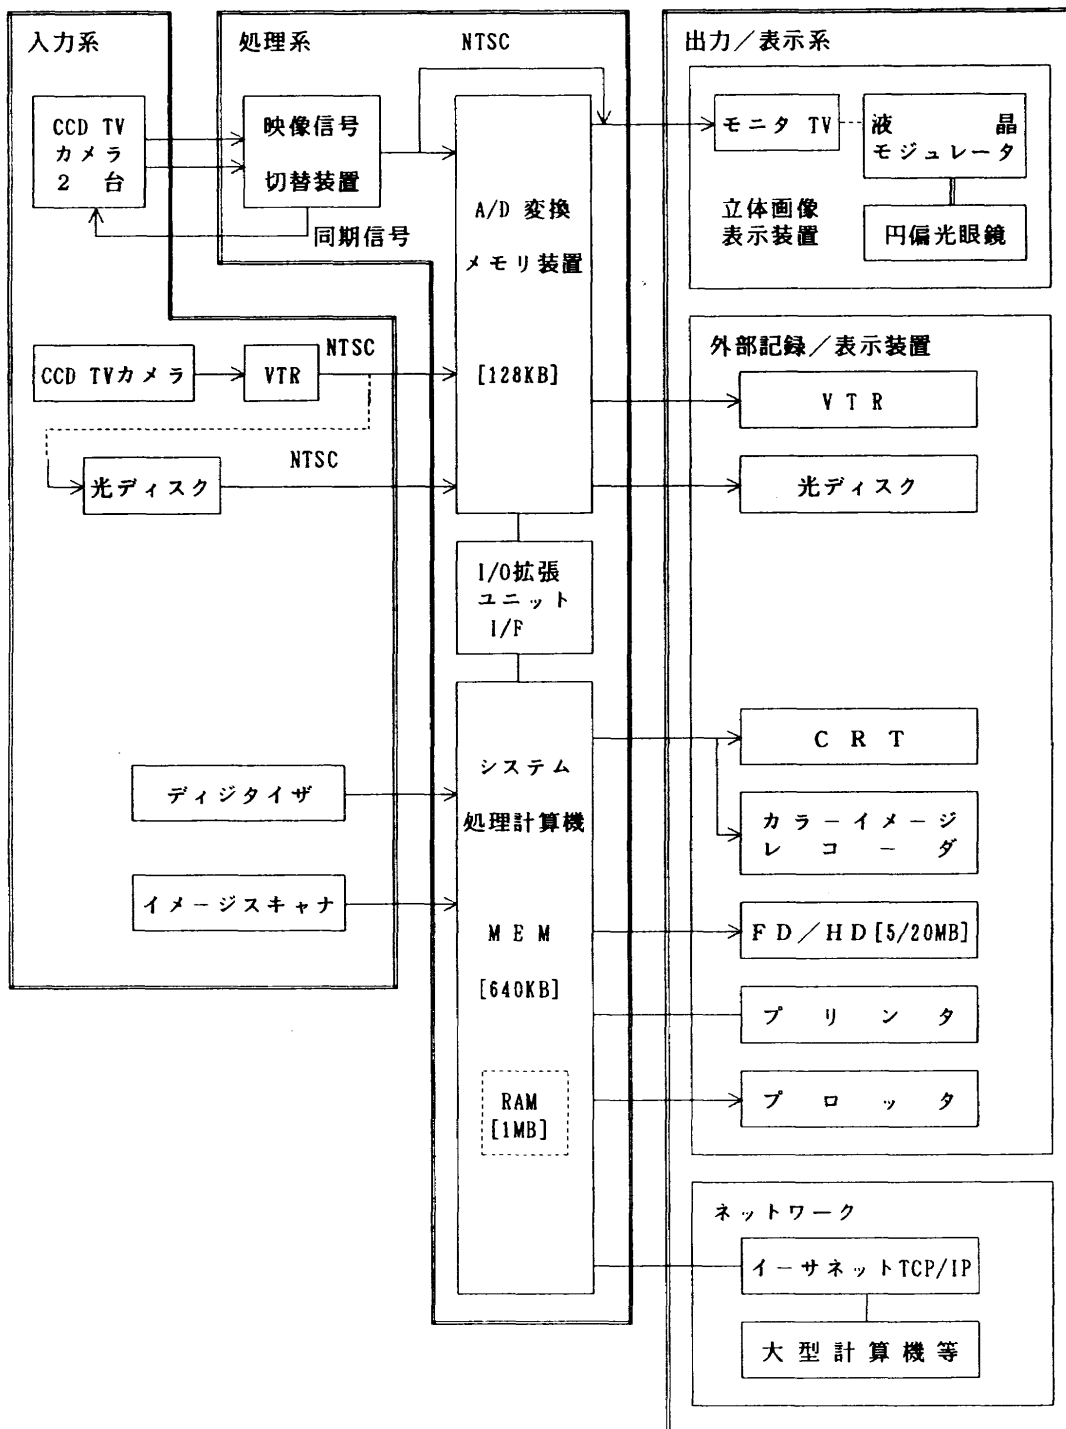 入力系
CCD TV
カメラ
2 台
CCD TVカメラ
VTR
NTSC
光ディスク
NTSC
ディジタイザ
イメージスキャナ
処理系
NTSC
映像信号
切替装置
同期信号
A/D 変換
メモリ装置
[128KB]
I/O拡張
ユニット
I/F
システム
処理計算機
MEM
[640KB]
RAM
[1MB]
出力／表示系
モニタ TV
液 晶
モジュレータ
立体画像
表示装置
円偏光眼鏡
外部記録／表示装置
VTR
光ディスク
CRT
カラーイメージ
レコーダ
FD／HD[5/20MB]
プリンタ
プロッタ
ネットワーク
イーサネットTCP/IP
大型計算機等